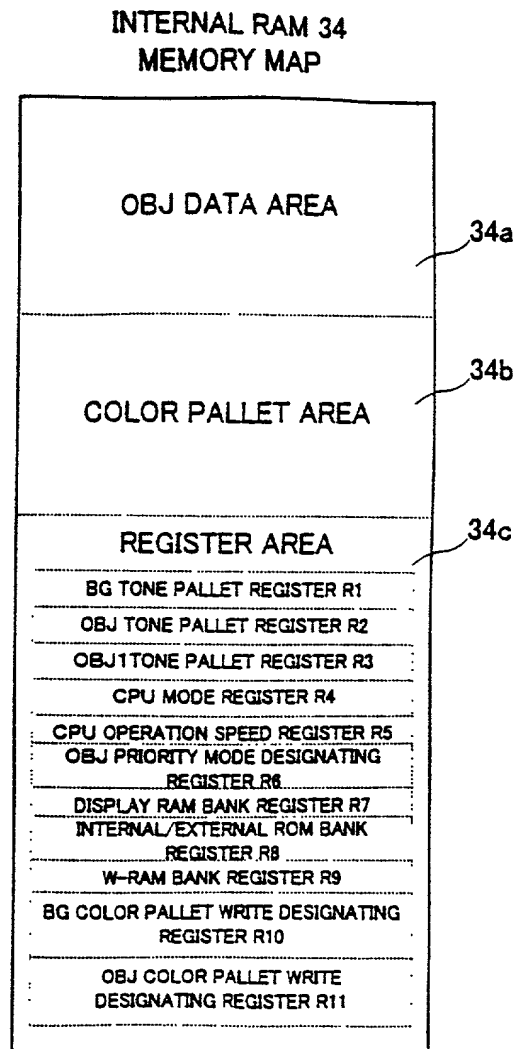 INTERNAL RAM 34
MEMORY MAP
OBJ DATA AREA
34a
34b
COLOR PALLET AREA
34c
REGISTER AREA
BG TONE PALLET REGISTER R1
OBJ TONE PALLET REGISTER R2
OBJ1TONE PALLET REGISTER R3
CPU MODE REGISTER R4
CPU OPERATION SPEED REGISTER R5
OBJ PRIORITY MODE DESIGNATING
REGISTER R6
DISPLAY RAM BANK REGISTER R7
INTERNAL/EXTERNAL ROM BANK
REGISTER R8
W-RAM BANK REGISTER R9
BG COLOR PALLET WRITE DESIGNATING
REGISTER R10
OBJ COLOR PALLET WRITE
DESIGNATING REGISTER R11